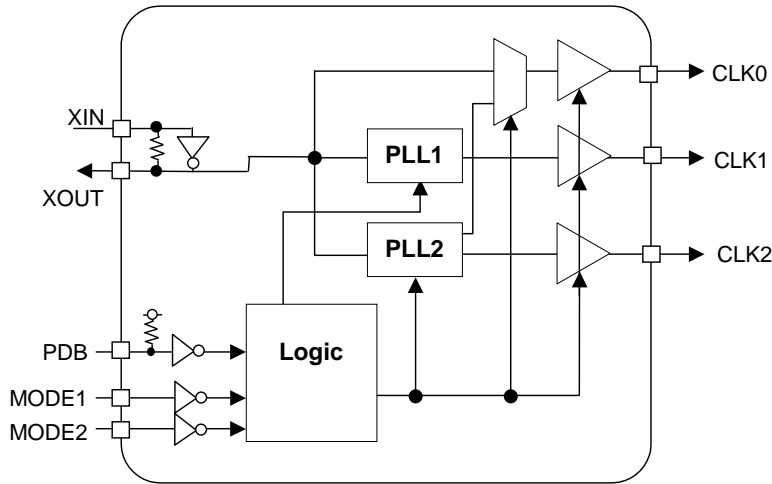 CLK0
XIN
PLL1
CLK1
XOUT
PLL2
CLK2
PDB
Logic
MODE1
MODE2